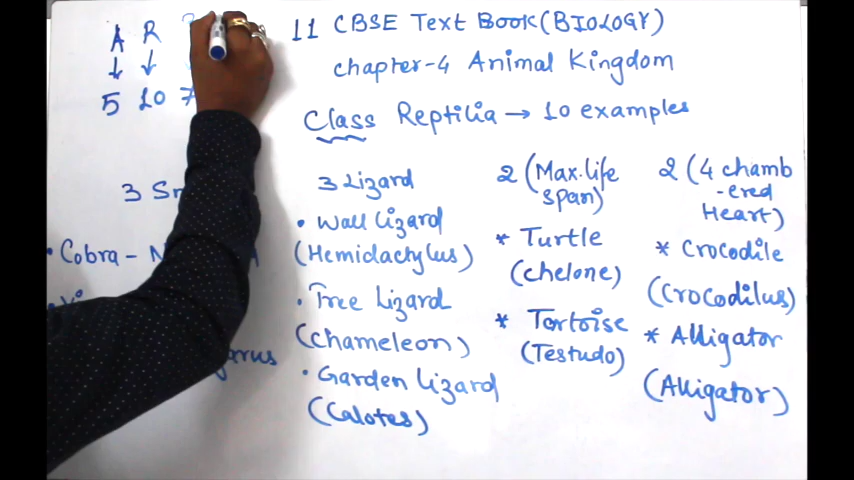 A R
5 10 7
11 CBSE Text Book (BIOLOGY)
chapter-4 Animal Kingdom
Class Reptilia → 10 examples
3
• Cobra -
3 Lizard
• Wall lizard
(Hemidactylus)
• Tree Lizard
(Chameleon)
• Garden lizard
(Calotes)
2 (Max. life
span)
* Turtle
(chelone)
* Tortoise
(Testudo)
2 (4 chamb
-ered
Heart)
* Crocodile
(Crocodilus)
* Alligator
(Alligator)